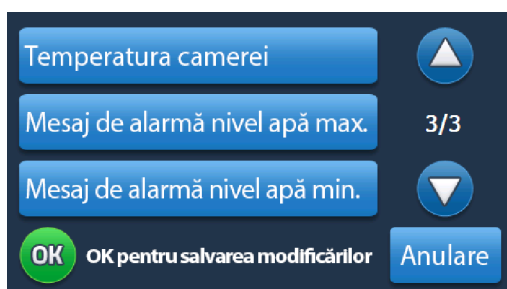 Temperatura camerei
Mesaj de alarmă nivel apă max.
3/3
Mesaj de alarmă nivel apă min.
OK
OK pentru salvarea modificărilor
Anulare